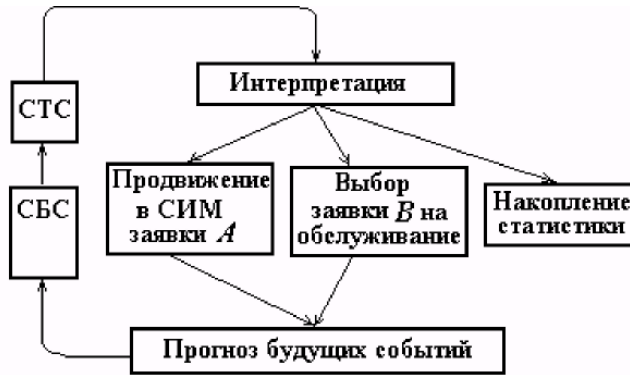 Интерпретация
СТС
СБС
Продвижение
в СИМ
заявки A
Выбор
заявки B на
обслуживание
Накопление
статистики
Прогноз будущих событий